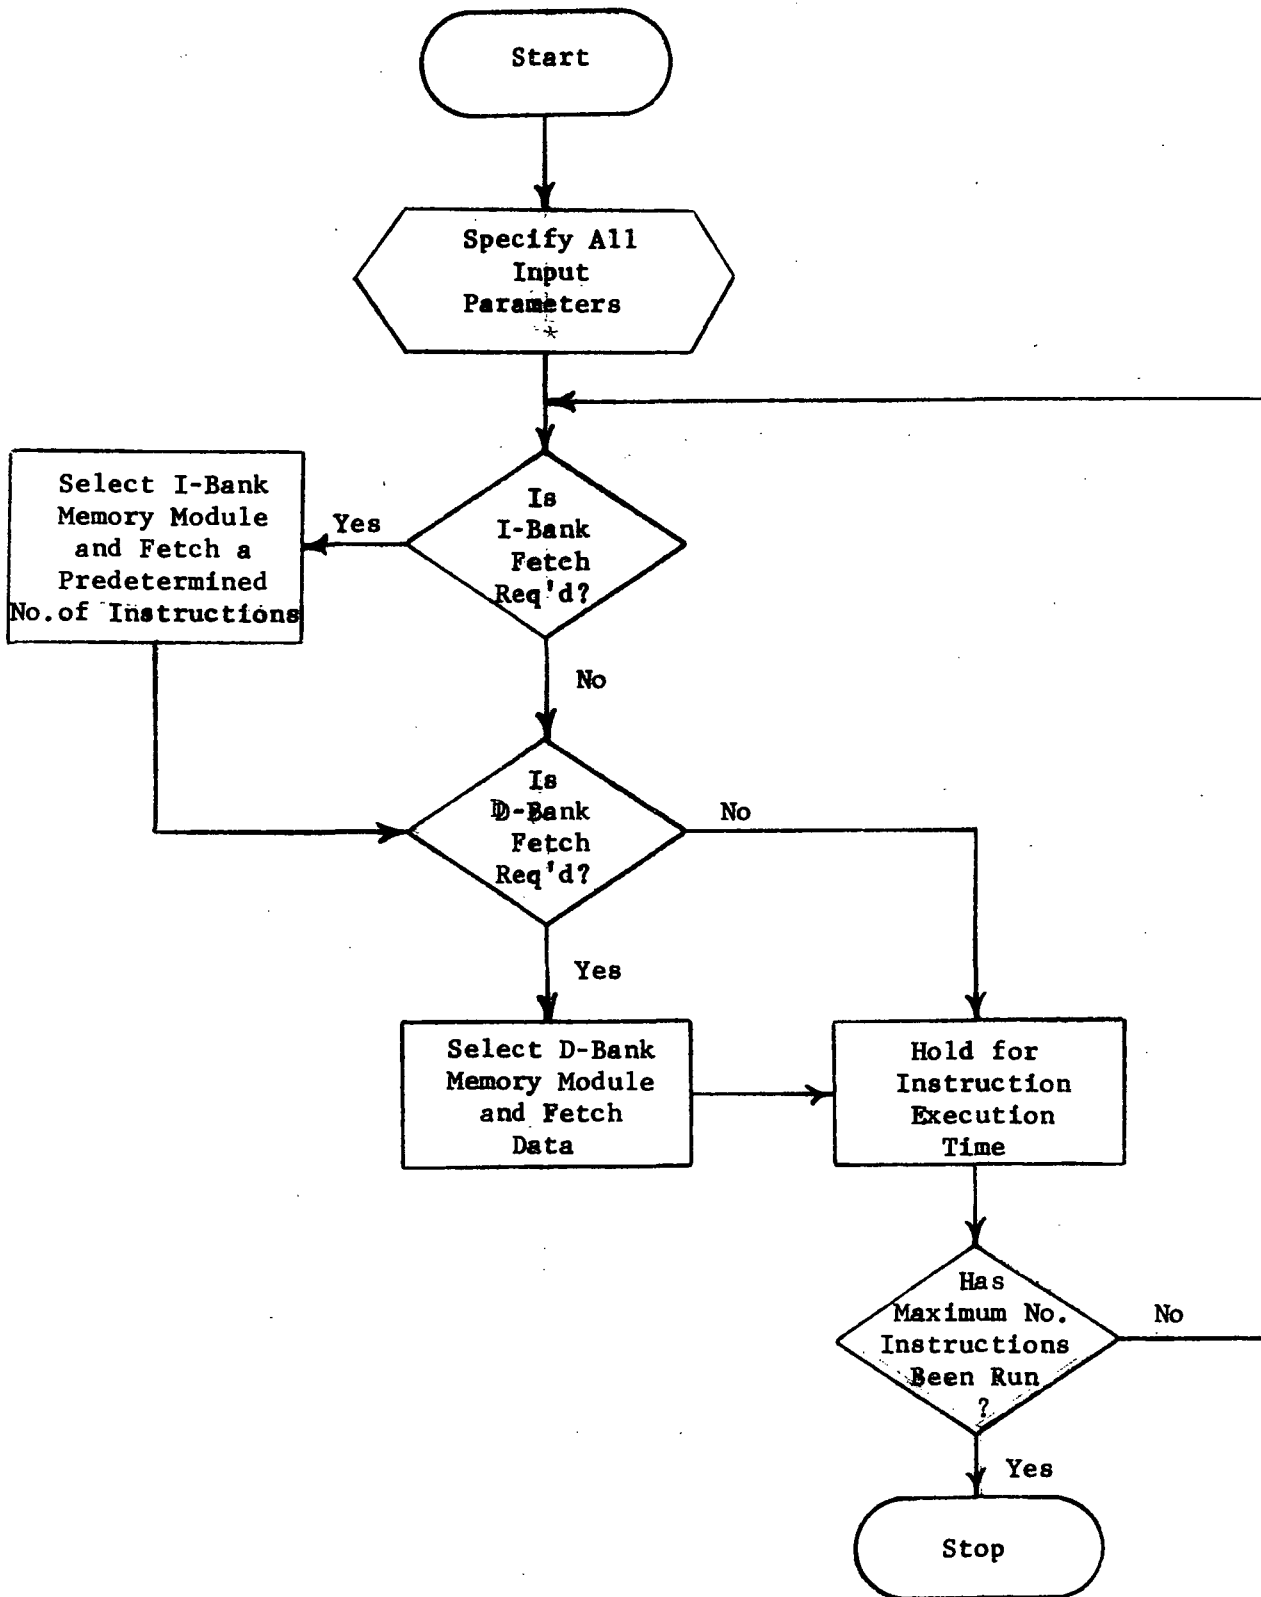 Start
Specify All
Input
Parameters
*
Is
I-Bank
Fetch
Req'd?
Yes
Select I-Bank
Memory Module
and Fetch a
Predetermined
No.of Instructions
No
Is
D-Bank
Fetch
Req'd?
No
Yes
Select D-Bank
Memory Module
and Fetch
Data
Hold for
Instruction
Execution
Time
Has
Maximum No.
Instructions
Been Run
?
No
Yes
Stop